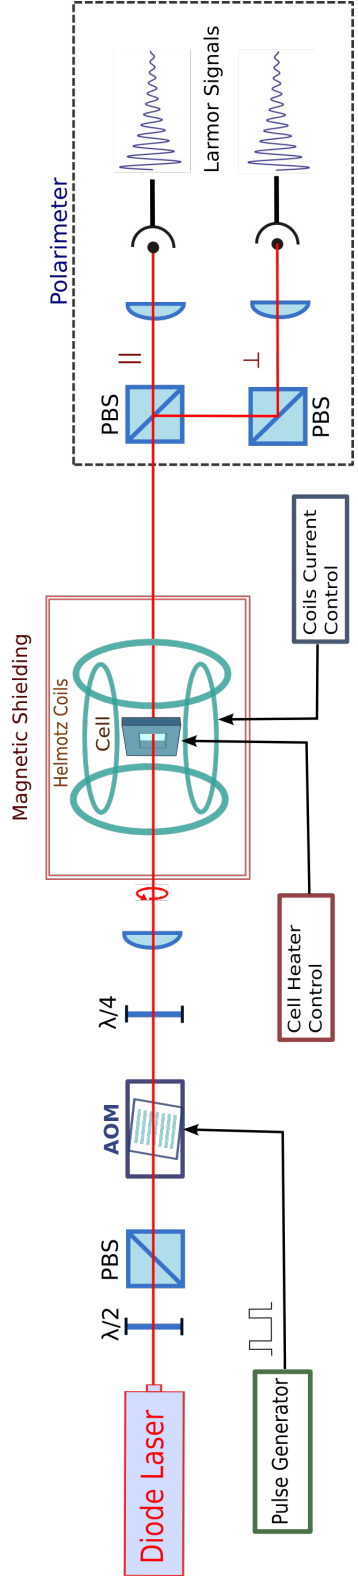 Diode Laser
λ/2
PBS
AOM
λ/4
Pulse Generator
Cell Heater
Control
Magnetic Shielding
Helmotz Coils
Cell
Coils Current
Control
Polarimeter
PBS
||
⊥
PBS
Larmor Signals